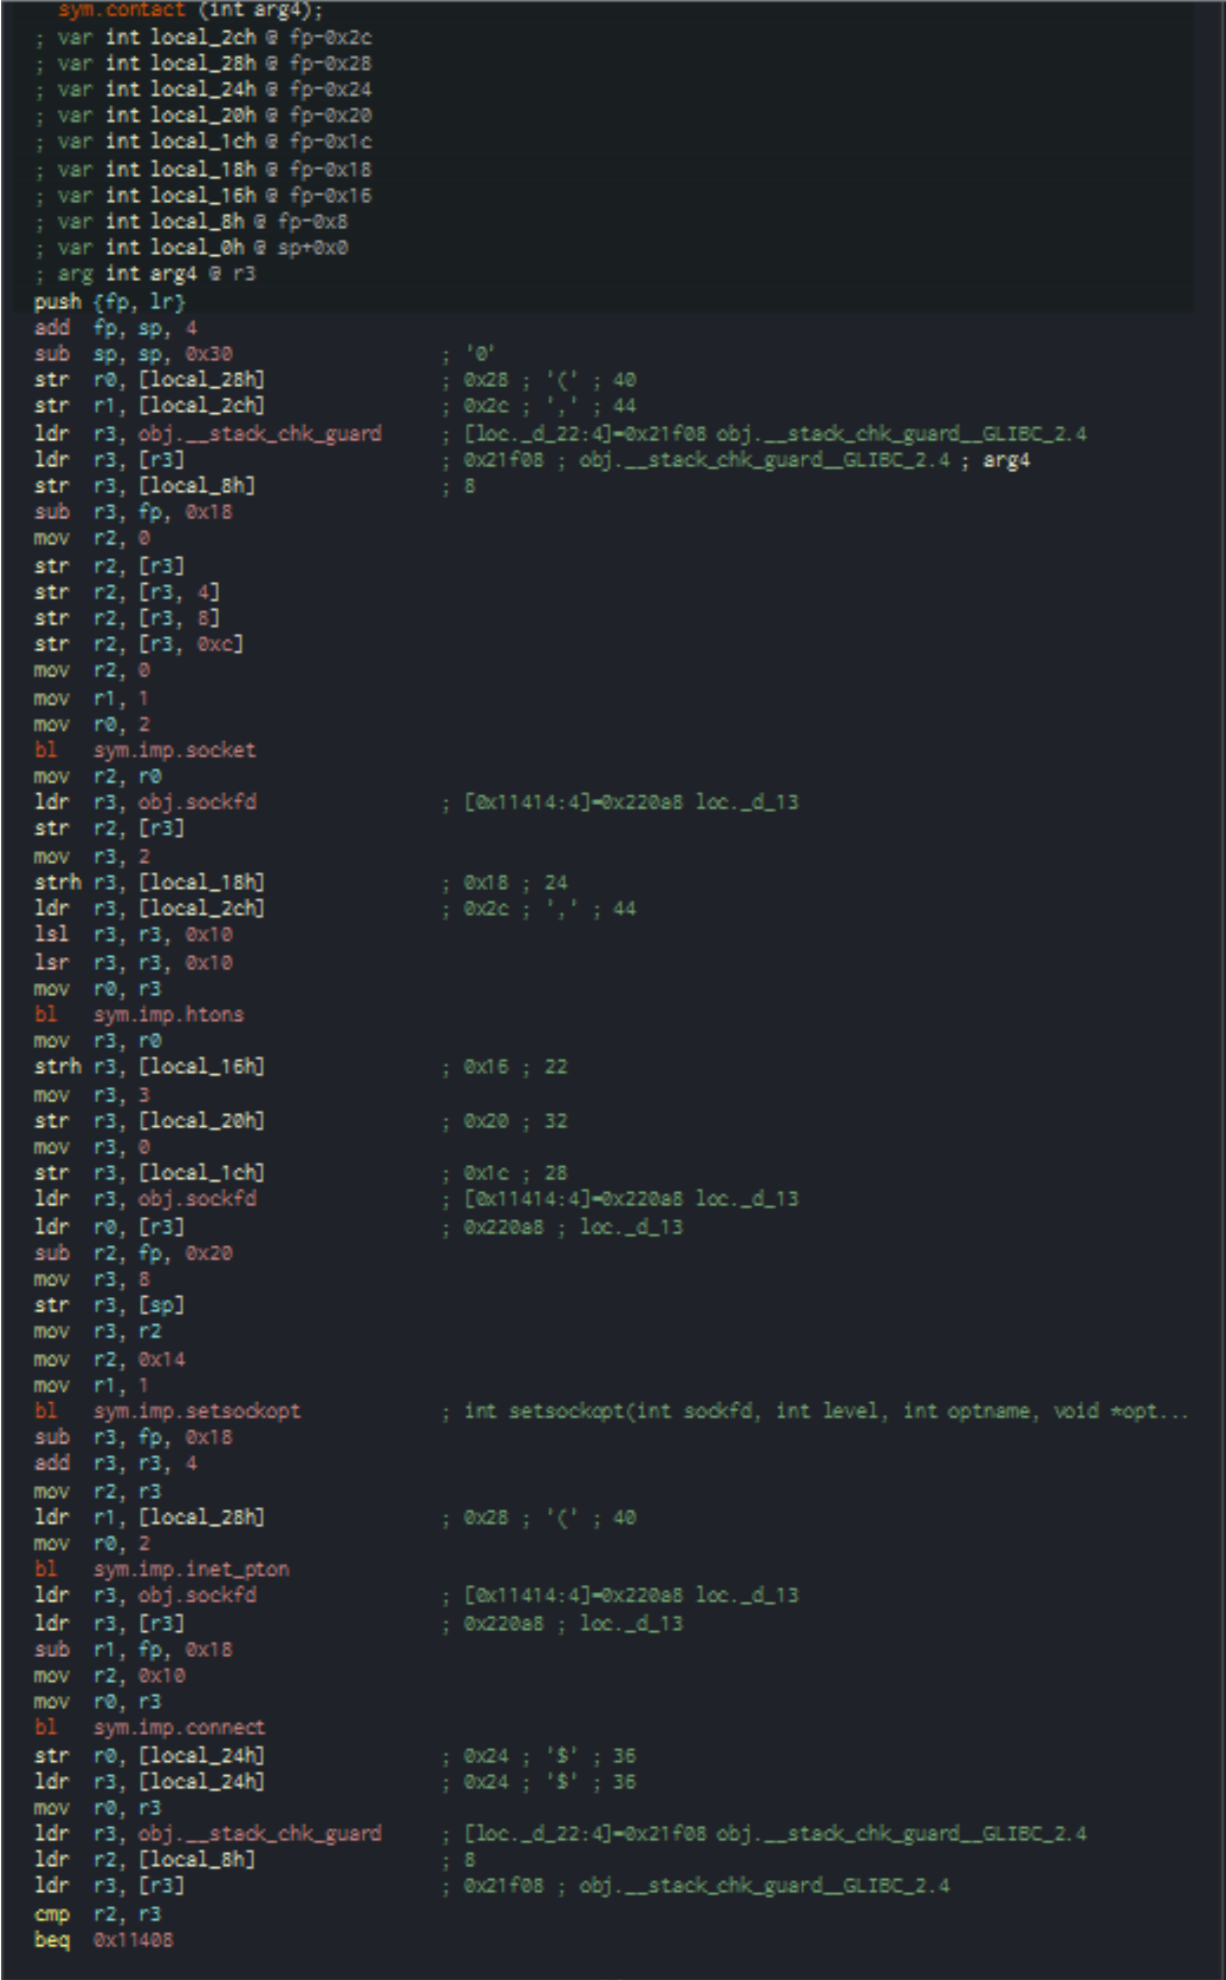 sym.contact (int arg4);
; var int local_2ch @ fp-0x2c
; var int local_28h @ fp-0x28
; var int local_24h @ fp-0x24
; var int local_20h @ fp-0x20
; var int local_1ch @ fp-0x1c
; var int local_18h @ fp-0x18
; var int local_16h @ fp-0x16
; var int local_8h @ fp-0x8
; var int local_0h @ sp+0x0
; arg int arg4 @ r3
push {fp, lr}
add fp, sp, 4
sub sp, sp, 0x30 ; '0'
str r0, [local_28h] ; 0x28 ; '(' ; 40
str r1, [local_2ch] ; 0x2c ; ',' ; 44
ldr r3, obj.__stack_chk_guard ; [loc._d_22:4]=0x21f08 obj.__stack_chk_guard__GLIBC_2.4
ldr r3, [r3] ; 0x21f08 ; obj.__stack_chk_guard__GLIBC_2.4 ; arg4
str r3, [local_8h] ; 8
sub r3, fp, 0x18
mov r2, 0
str r2, [r3]
str r2, [r3, 4]
str r2, [r3, 8]
str r2, [r3, 0xc]
mov r2, 0
mov r1, 1
mov r0, 2
bl sym.imp.socket
mov r2, r0
ldr r3, obj.sockfd ; [0x11414:4]=0x220a8 loc._d_13
str r2, [r3]
mov r3, 2
strh r3, [local_18h] ; 0x18 ; 24
ldr r3, [local_2ch] ; 0x2c ; ',' ; 44
lsl r3, r3, 0x10
lsr r3, r3, 0x10
mov r0, r3
bl sym.imp.htons
mov r3, r0
strh r3, [local_16h] ; 0x16 ; 22
mov r3, 3
str r3, [local_20h] ; 0x20 ; 32
mov r3, 0
str r3, [local_1ch] ; 0x1c ; 28
ldr r3, obj.sockfd ; [0x11414:4]=0x220a8 loc._d_13
ldr r0, [r3] ; 0x220a8 ; loc._d_13
sub r2, fp, 0x20
mov r3, 8
str r3, [sp]
mov r3, r2
mov r2, 0x14
mov r1, 1
bl sym.imp.setsockopt ; int setsockopt(int sockfd, int level, int optname, void *opt...
sub r3, fp, 0x18
add r3, r3, 4
mov r2, r3
ldr r1, [local_28h] ; 0x28 ; '(' ; 40
mov r0, 2
bl sym.imp.inet_pton
ldr r3, obj.sockfd ; [0x11414:4]=0x220a8 loc._d_13
ldr r3, [r3] ; 0x220a8 ; loc._d_13
sub r1, fp, 0x18
mov r2, 0x10
mov r0, r3
bl sym.imp.connect
str r0, [local_24h] ; 0x24 ; '$' ; 36
ldr r3, [local_24h] ; 0x24 ; '$' ; 36
mov r0, r3
ldr r3, obj.__stack_chk_guard ; [loc._d_22:4]=0x21f08 obj.__stack_chk_guard__GLIBC_2.4
ldr r2, [local_8h] ; 8
ldr r3, [r3] ; 0x21f08 ; obj.__stack_chk_guard__GLIBC_2.4
cmp r2, r3
beq 0x11408